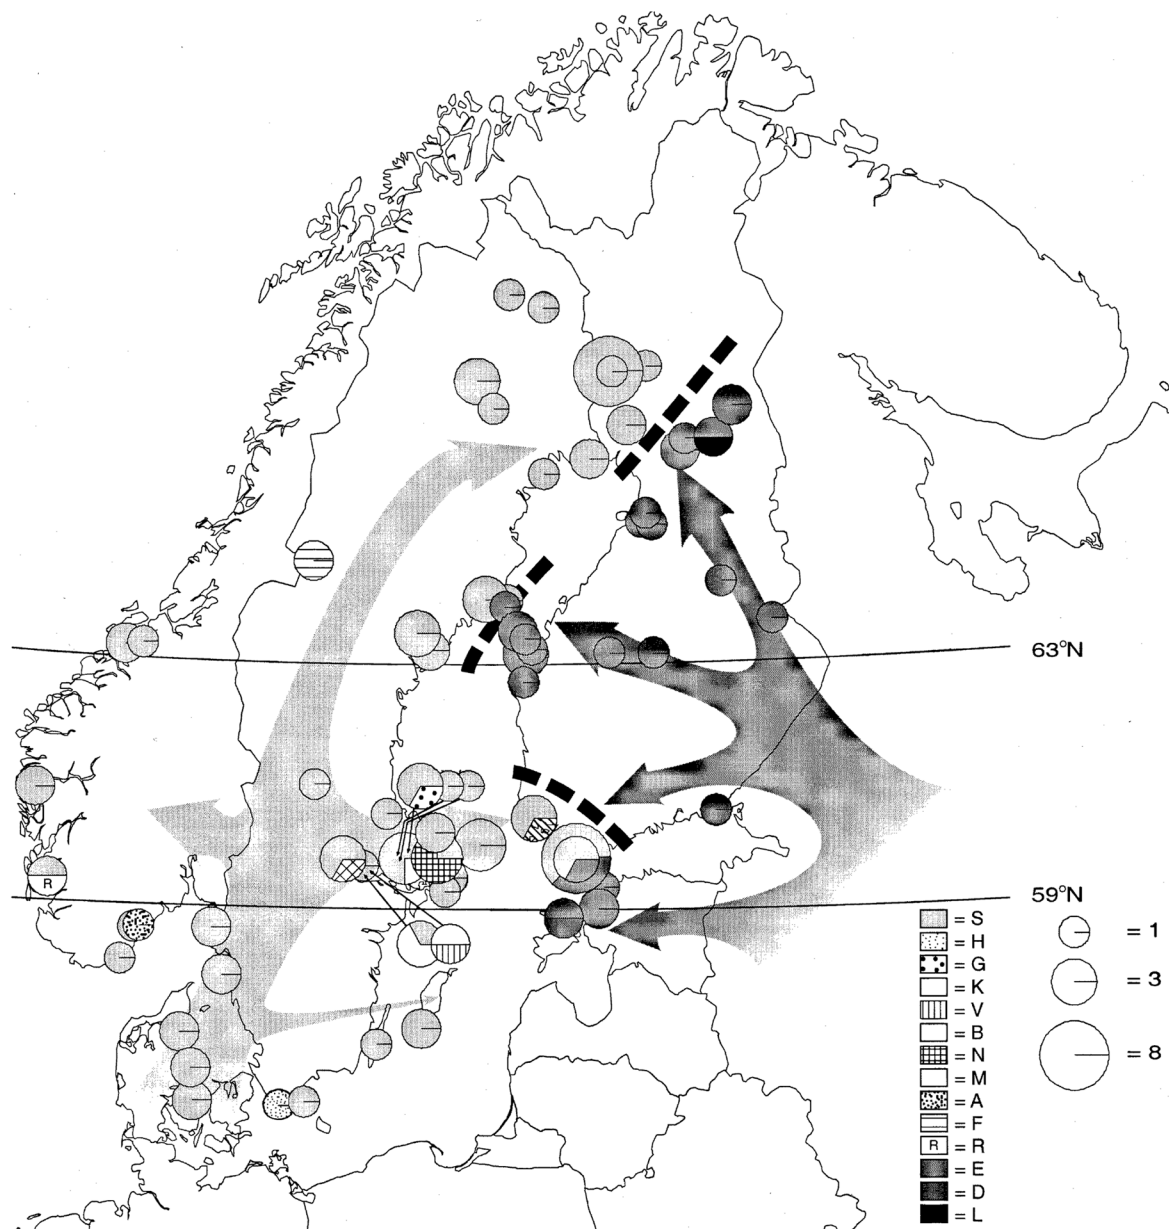 63°N
R
59°N
= S
= H
= G
= K
= V
= B
= N
= M
= A
= F
R = R
= E
= D
= L
= 1
= 3
= 8